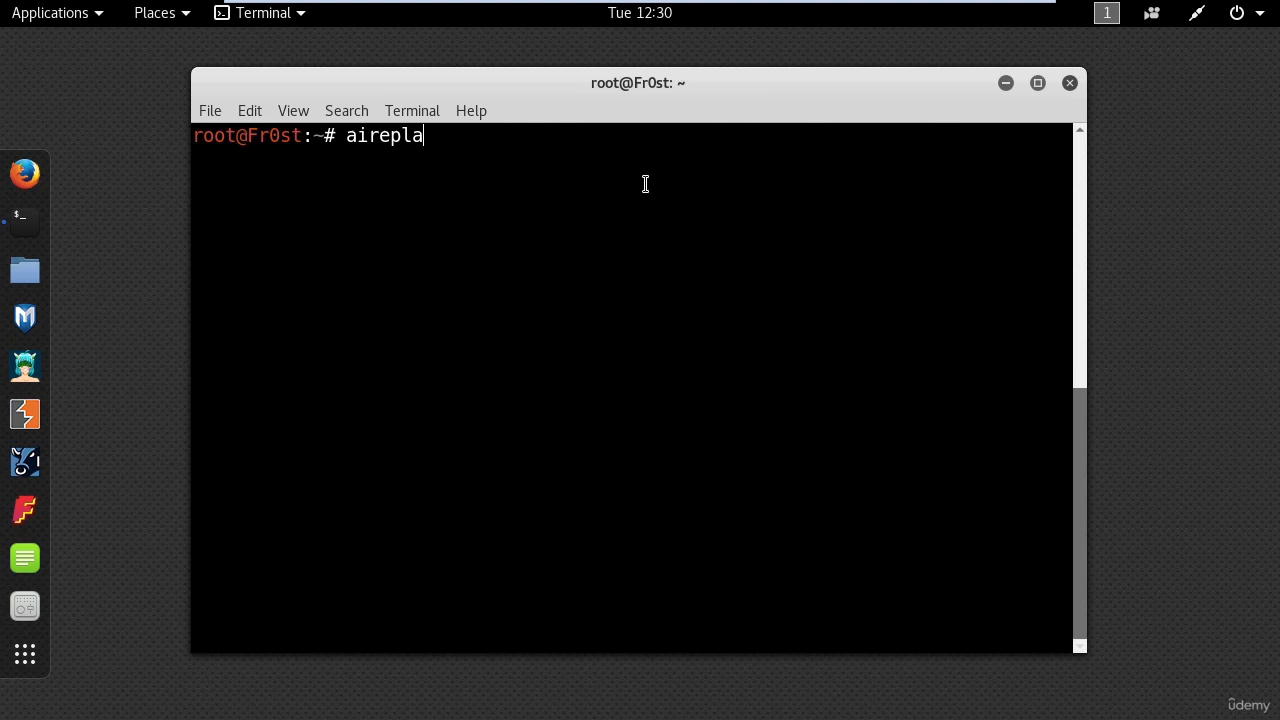 Applications Places Terminal Tue 12:30 1
root@Fr0st: ~
File Edit View Search Terminal Help
root@Fr0st:~# airepla
$_
udemy